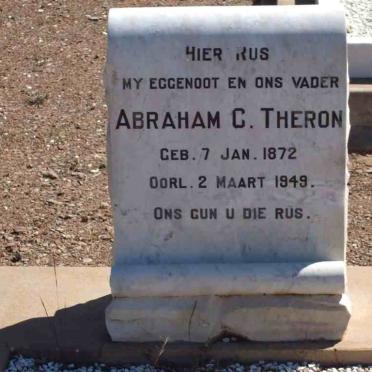 HIER RUS
MY EGGENOOT EN ONS VADER
ABRAHAM C. THERON
GEB. 7 JAN. 1872
OORL. 2 MAART 1949.
ONS GUN U DIE RUS.